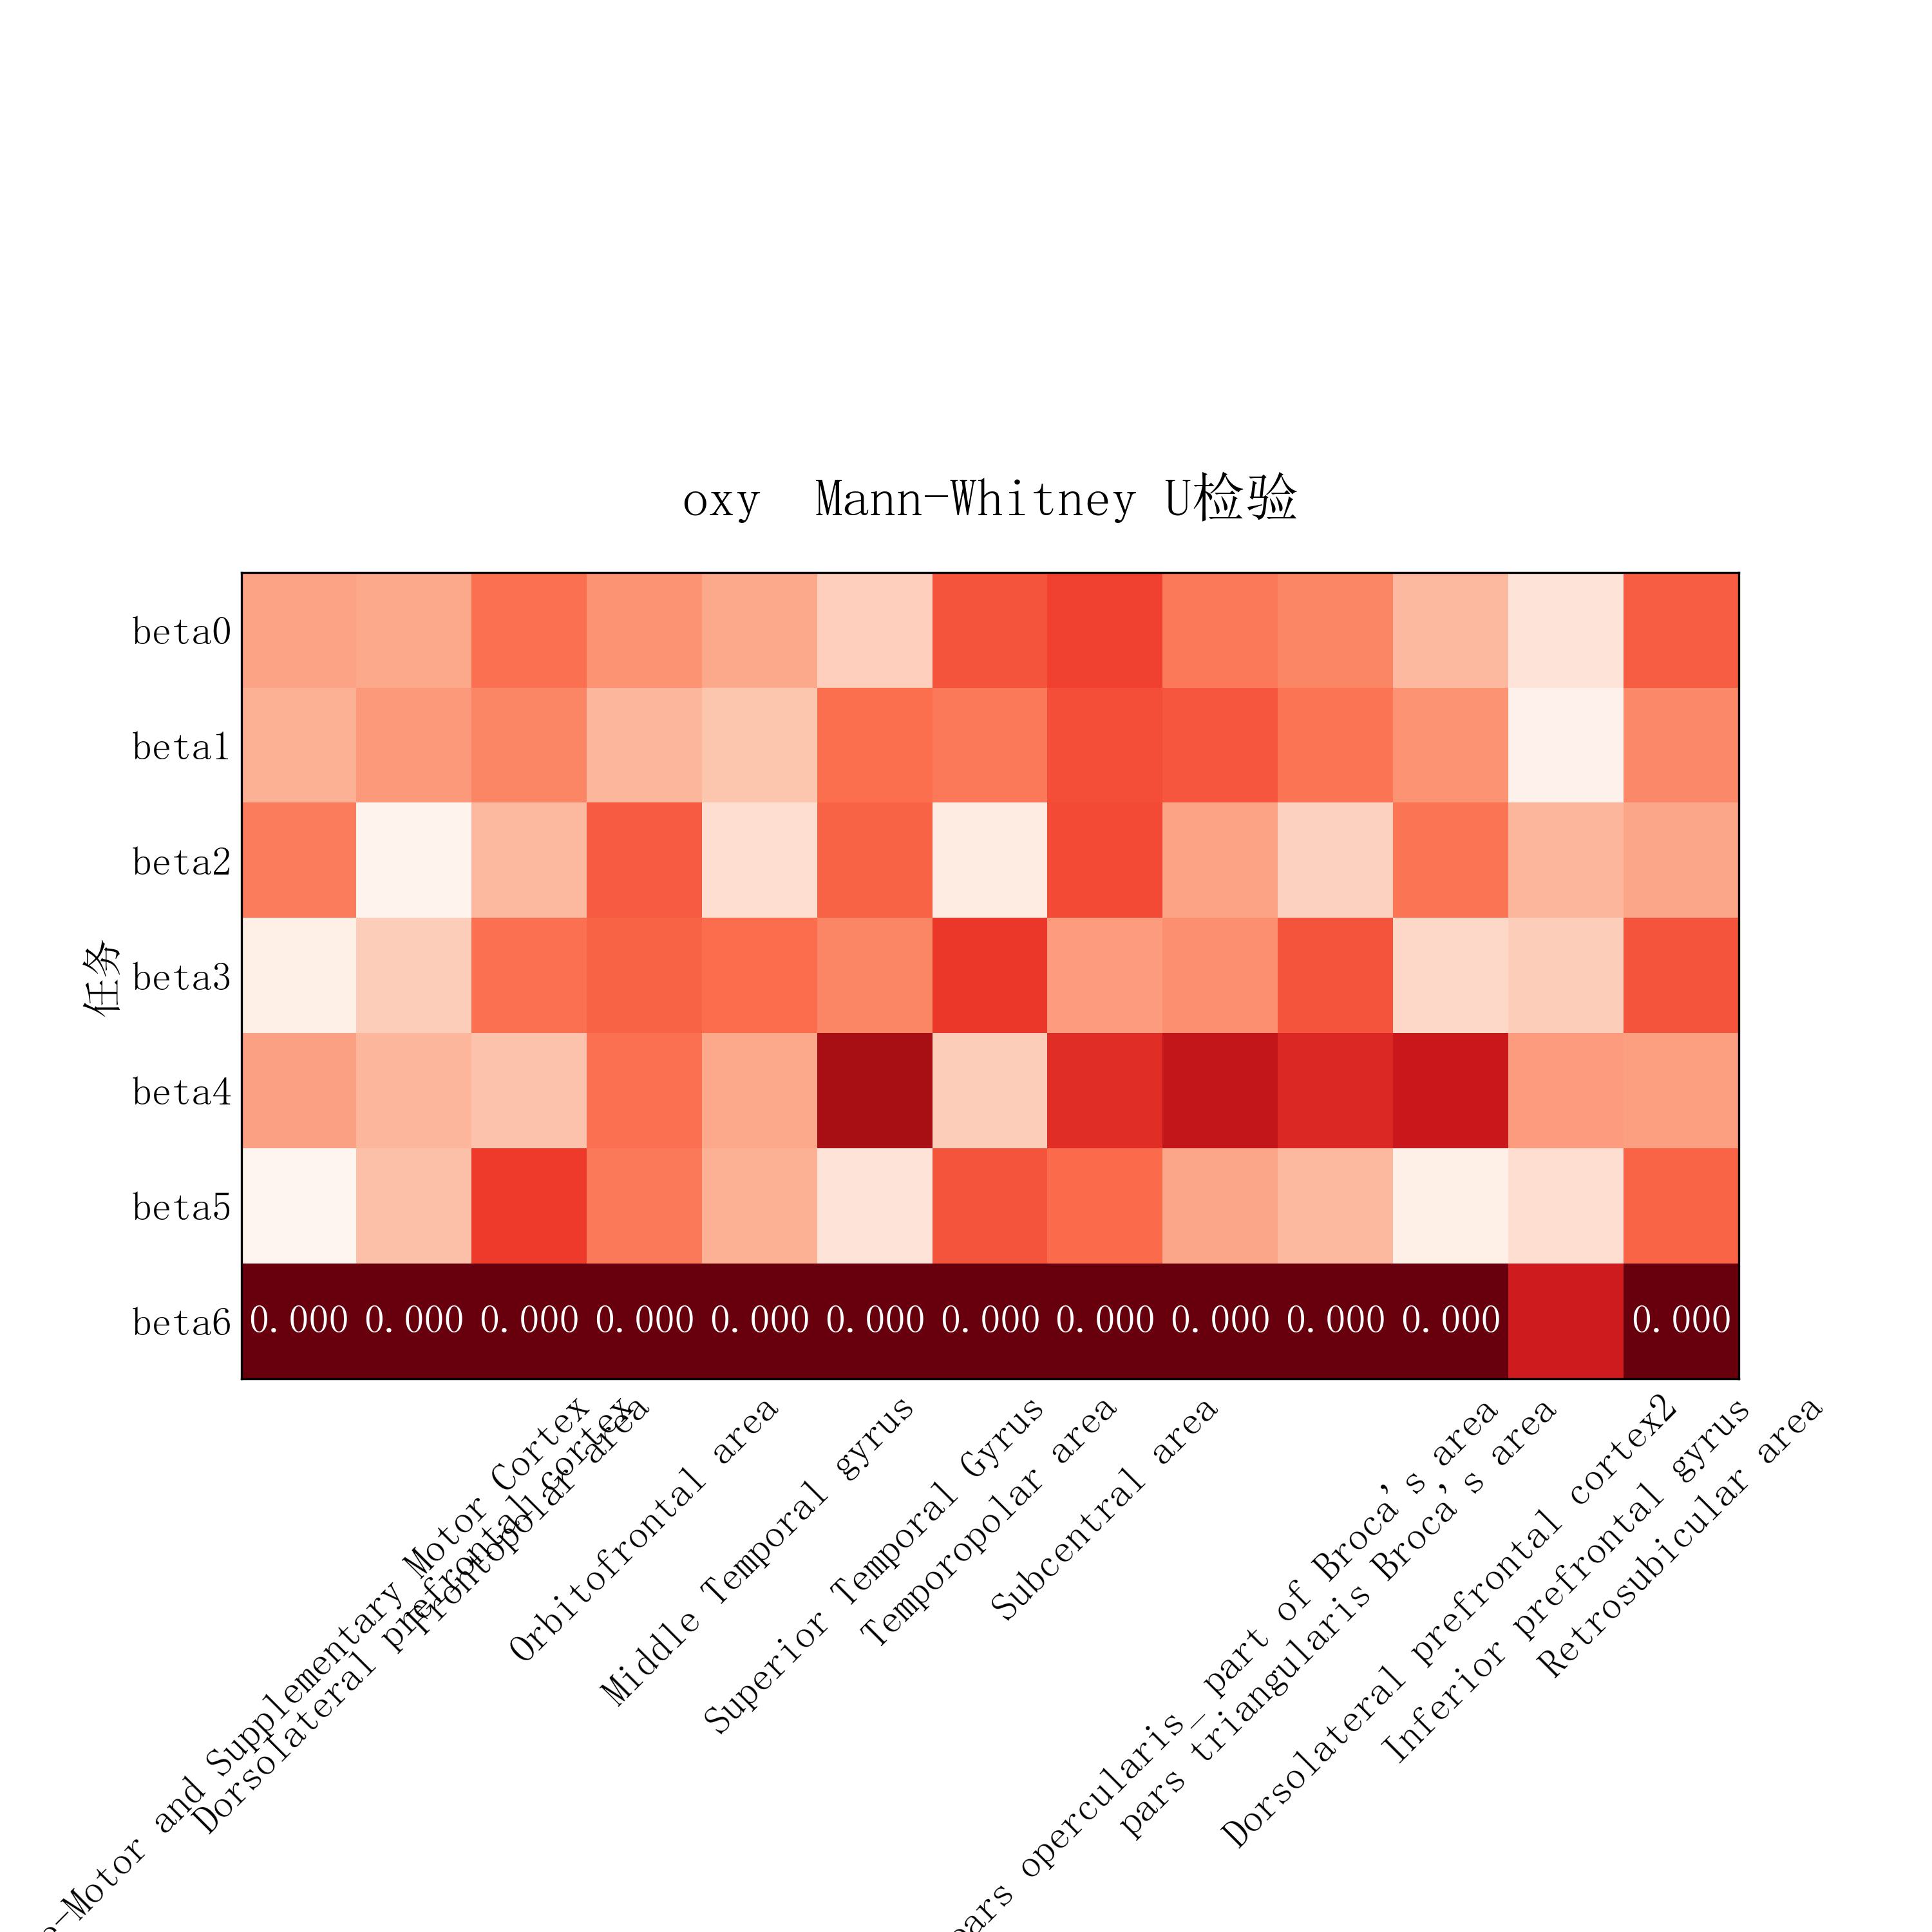 oxy  Mann-Whitney U检验
任务
beta0
beta1
beta2
beta3
beta4
beta5
beta6
0.000 0.000 0.000 0.000 0.000 0.000 0.000 0.000 0.000 0.000 0.000 0.000
-Motor and Supplementary Motor Cortex
Dorsolateral prefrontal cortex
Frontopolar area
Orbitofrontal area
Middle Temporal gyrus
Superior Temporal Gyrus
Temporopolar area
Subcentral area
ars opercularis_ part of Broca's area
pars triangularis Broca's area
Dorsolateral prefrontal cortex2
Inferior prefrontal gyrus
Retrosubicular area